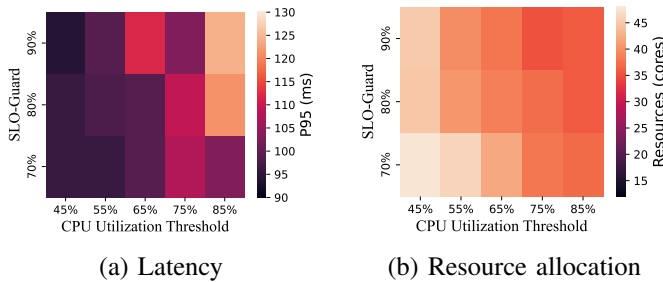 90%
80%
70%
SLO-Guard
45% 55% 65% 75% 85%
CPU Utilization Threshold
130
125
120
115
110
105
100
95
90
P95 (ms)
(a) Latency
90%
80%
70%
SLO-Guard
45% 55% 65% 75% 85%
CPU Utilization Threshold
45
40
35
30
25
20
15
Resources (cores)
(b) Resource allocation